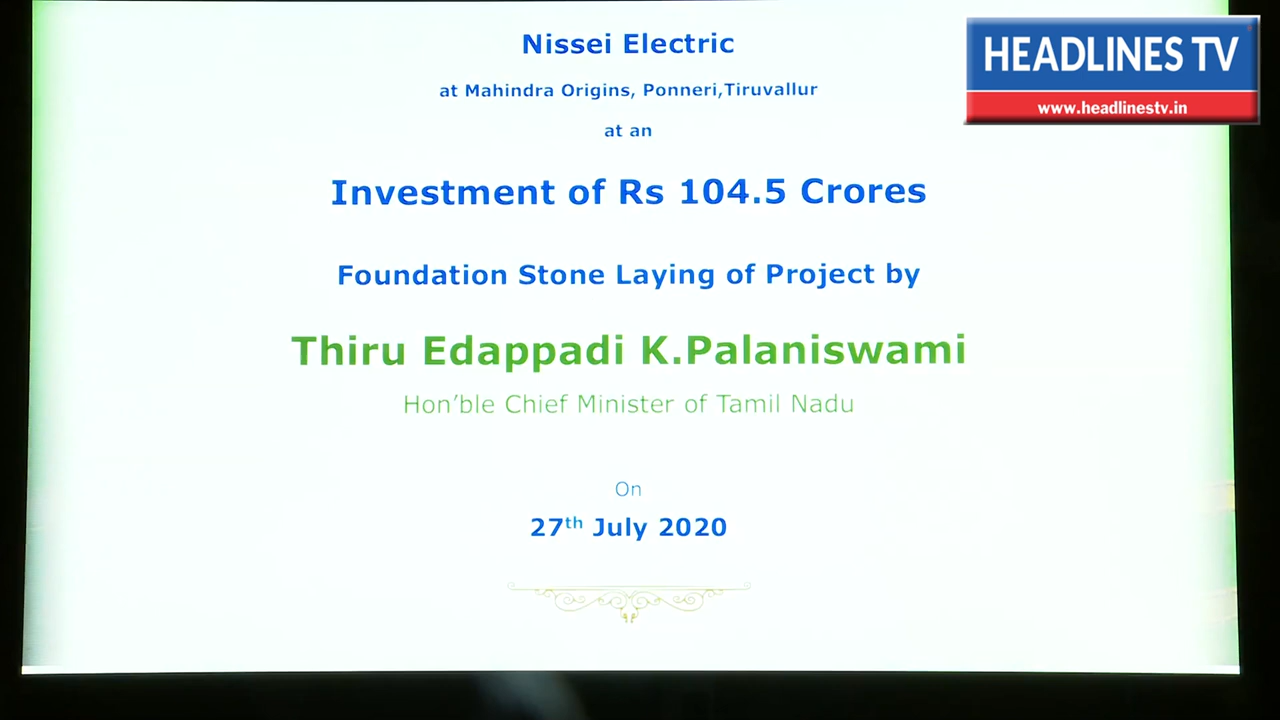 Nissei Electric
at Mahindra Origins, Ponneri,Tiruvallur
at an
Investment of Rs 104.5 Crores
Foundation Stone Laying of Project by
Thiru Edappadi K.Palaniswami
Hon'ble Chief Minister of Tamil Nadu
On
27th July 2020
HEADLINES TV
www.headlinestv.in